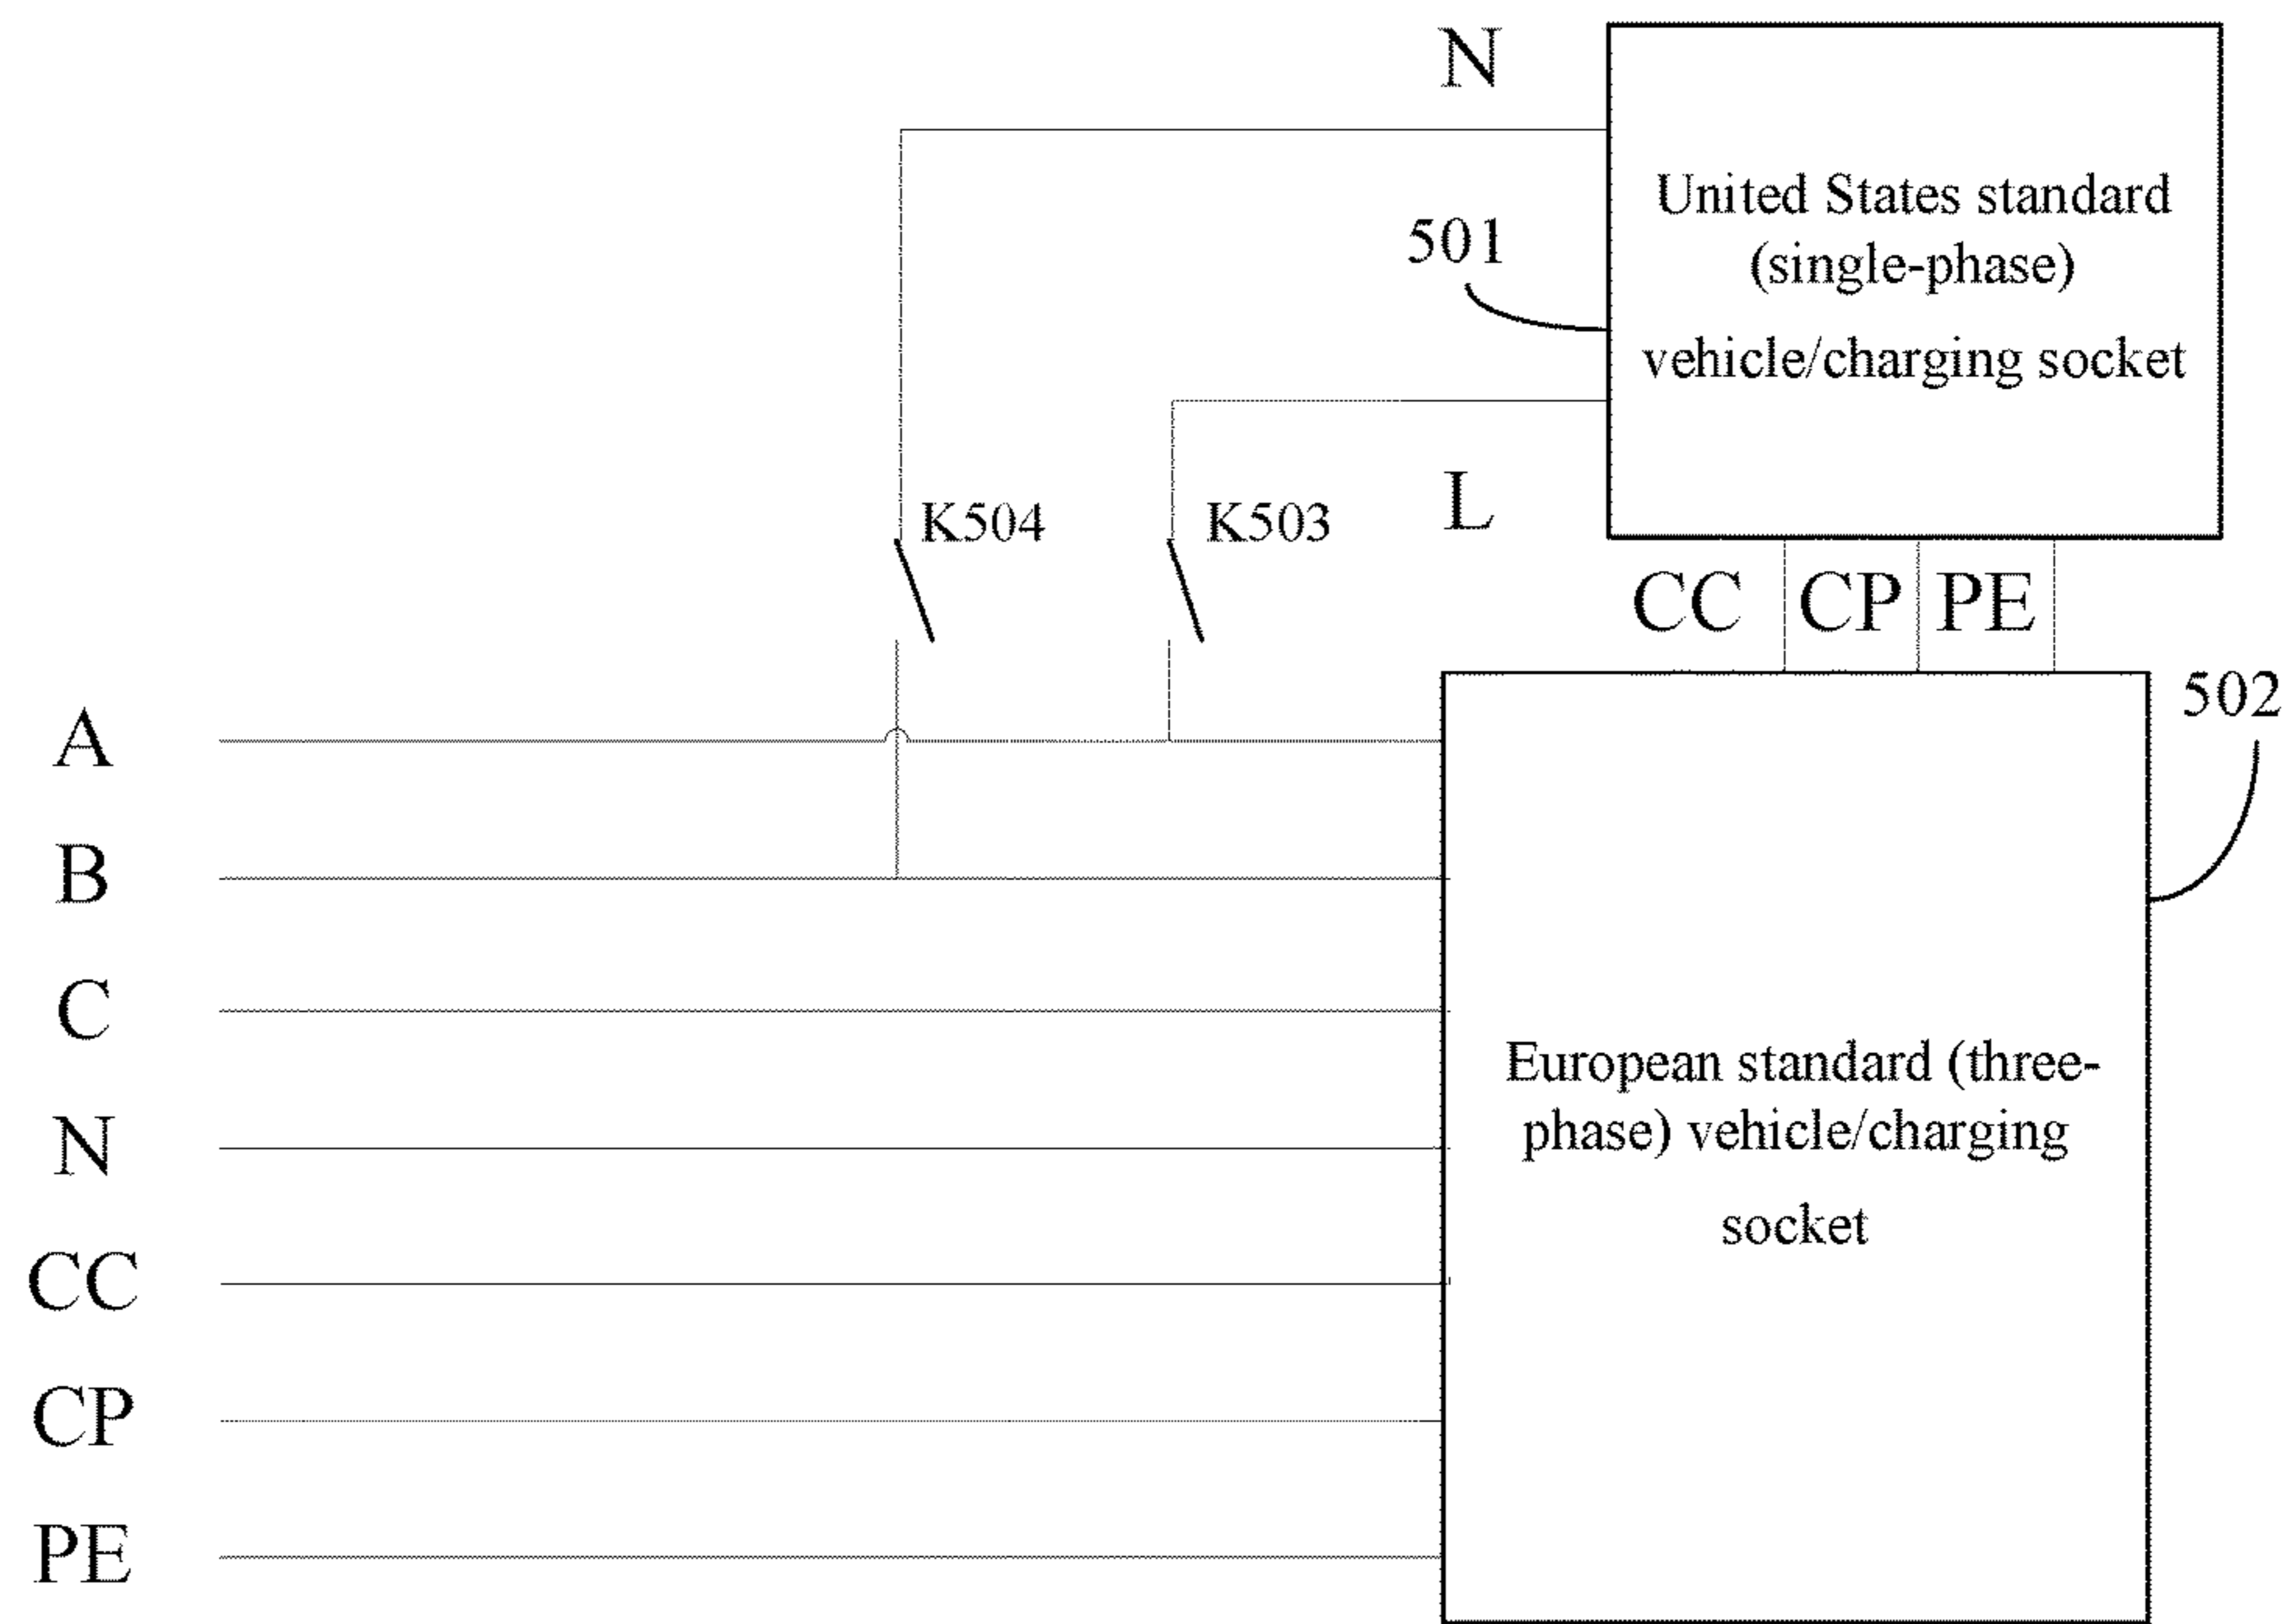 N
United States standard
(single-phase)
vehicle/charging socket
501
L
K504
K503
CC
CP
PE
502
A
B
C
N
CC
CP
PE
European standard (three-
phase) vehicle/charging
socket